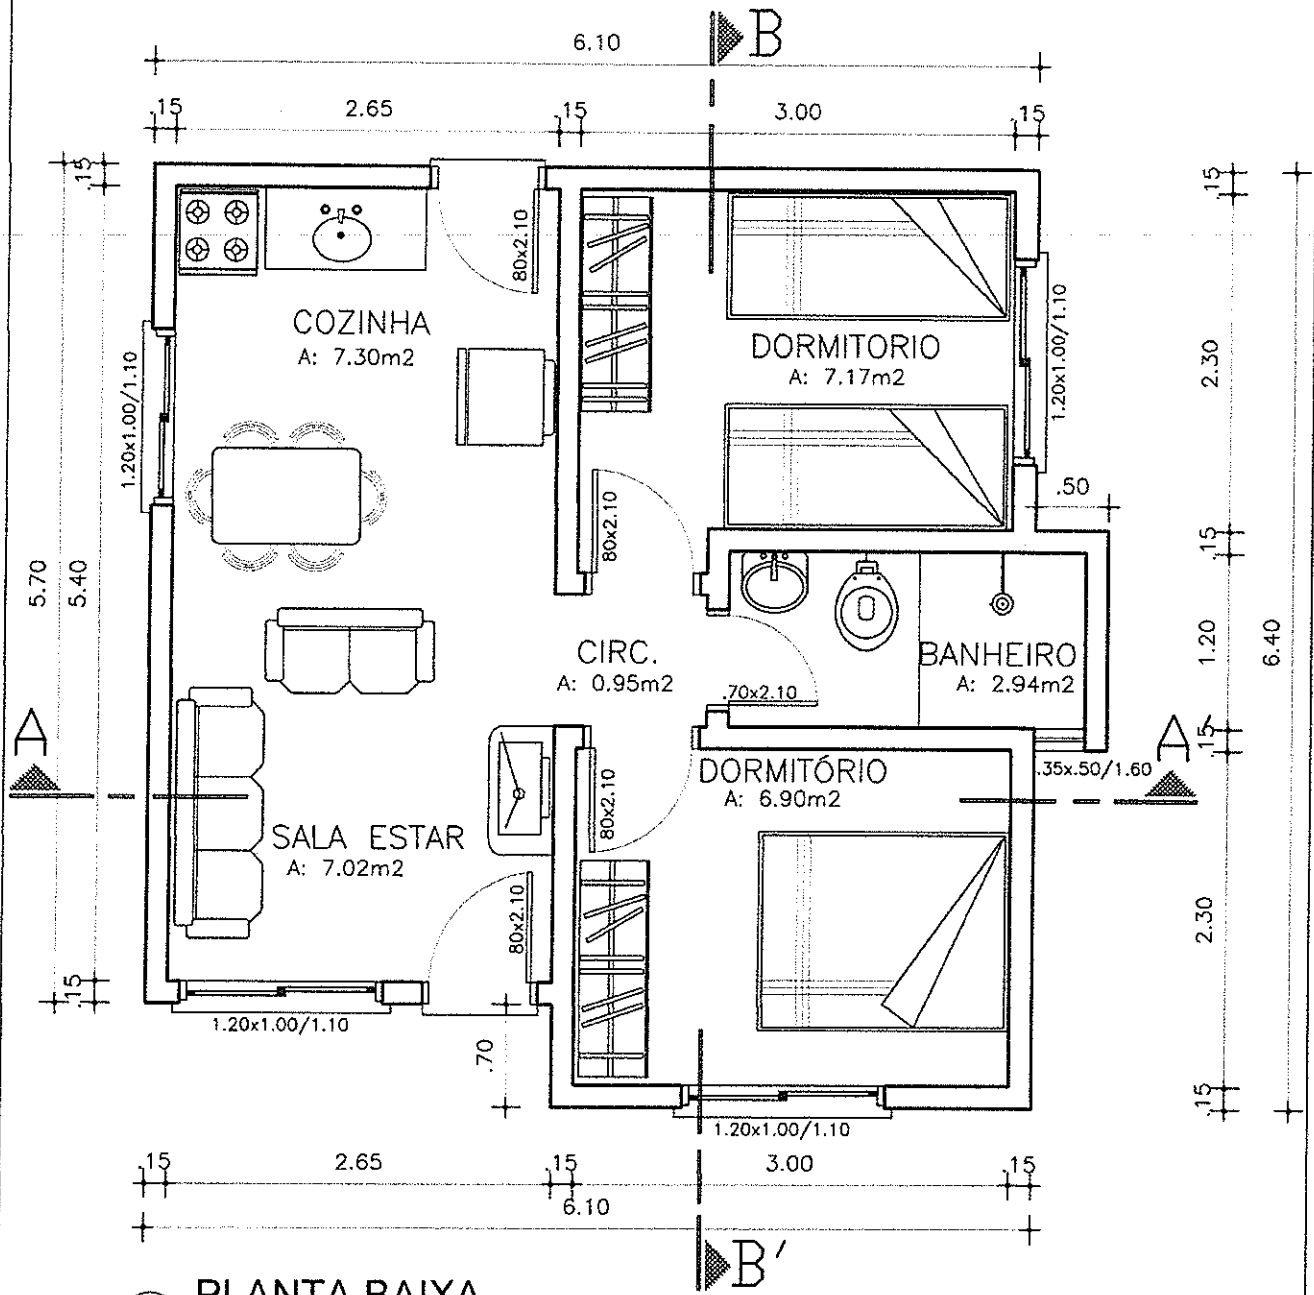 B
6.10
.15
2.65
.15
3.00
.15
.15
.15
80x2.10
COZINHA
A: 7.30m2
DORMITORIO
A: 7.17m2
1.20x1.00/1.10
1.20x1.00/1.10
2.30
.50
80x2.10
.15
5.70
5.40
1.20
6.40
CIRC.
A: 0.95m2
BANHEIRO
A: 2.94m2
.70x2.10
A
A'
.15
.35x.50/1.60
DORMITÓRIO
A: 6.90m2
80x2.10
SALA ESTAR
A: 7.02m2
80x2.10
2.30
.15
1.20x1.00/1.10
.70
.15
1.20x1.00/1.10
.15
2.65
.15
3.00
.15
6.10
B'
PLANTA BAIXA